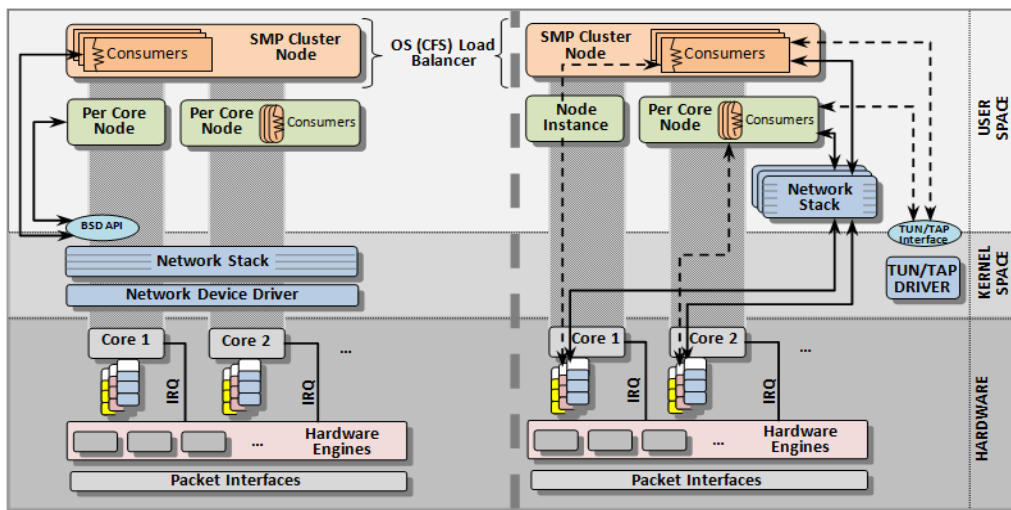 SMP Cluster
Node
Consumers
OS (CFS) Load
Balancer
SMP Cluster
Node
Consumers
Per Core
Node
Per Core
Node
Consumers
Node
Instance
Per Core
Node
Consumers
USER
SPACE
Network
Stack
BSD API
TUN/TAP
Interface
Network Stack
Network Device Driver
TUN/TAP
DRIVER
KERNEL
SPACE
Core 1
Core 2
...
IRQ
IRQ
Hardware
Engines
...
Packet Interfaces
Core 1
Core 2
...
IRQ
IRQ
Hardware
Engines
...
Packet Interfaces
HARDWARE